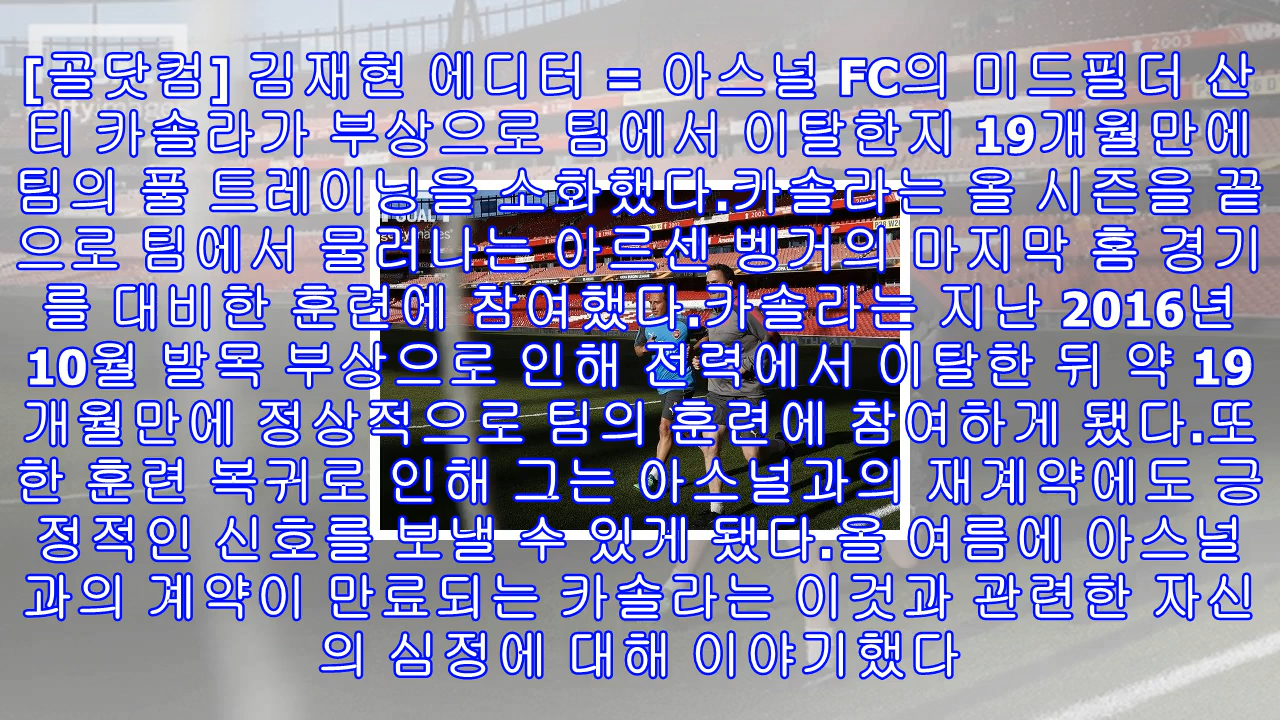 [골닷컴] 김재현 에디터 = 아스널 FC의 미드필더 산
티 카솔라가 부상으로 팀에서 이탈한지 19개월만에
팀의 풀 트레이닝을 소화했다.카솔라는 올 시즌을 끝
으로 팀에서 물러나는 아르센 벵거의 마지막 홈 경기
를 대비한 훈련에 참여했다.카솔라는 지난 2016년
10월 발목 부상으로 인해 전력에서 이탈한 뒤 약 19
개월만에 정상적으로 팀의 훈련에 참여하게 됐다.또
한 훈련 복귀로 인해 그는 아스널과의 재계약에도 긍
정적인 신호를 보낼 수 있게 됐다.올 여름에 아스널
과의 계약이 만료되는 카솔라는 이것과 관련한 자신
의 심정에 대해 이야기했다